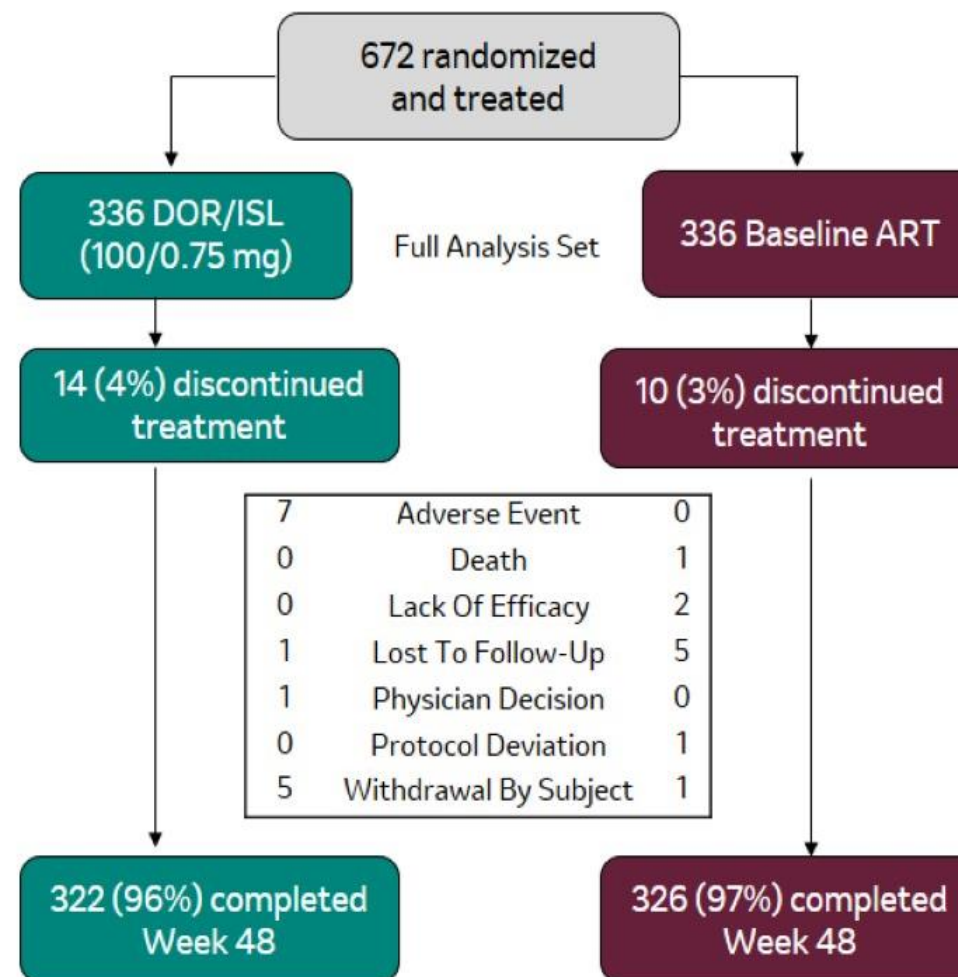 672 randomized
and treated
336 DOR/ISL
(100/0.75 mg)
Full Analysis Set
336 Baseline ART
14 (4%) discontinued
treatment
10 (3%) discontinued
treatment
7 Adverse Event 0
0 Death 1
0 Lack Of Efficacy 2
1 Lost To Follow-Up 5
1 Physician Decision 0
0 Protocol Deviation 1
5 Withdrawal By Subject 1
322 (96%) completed
Week 48
326 (97%) completed
Week 48